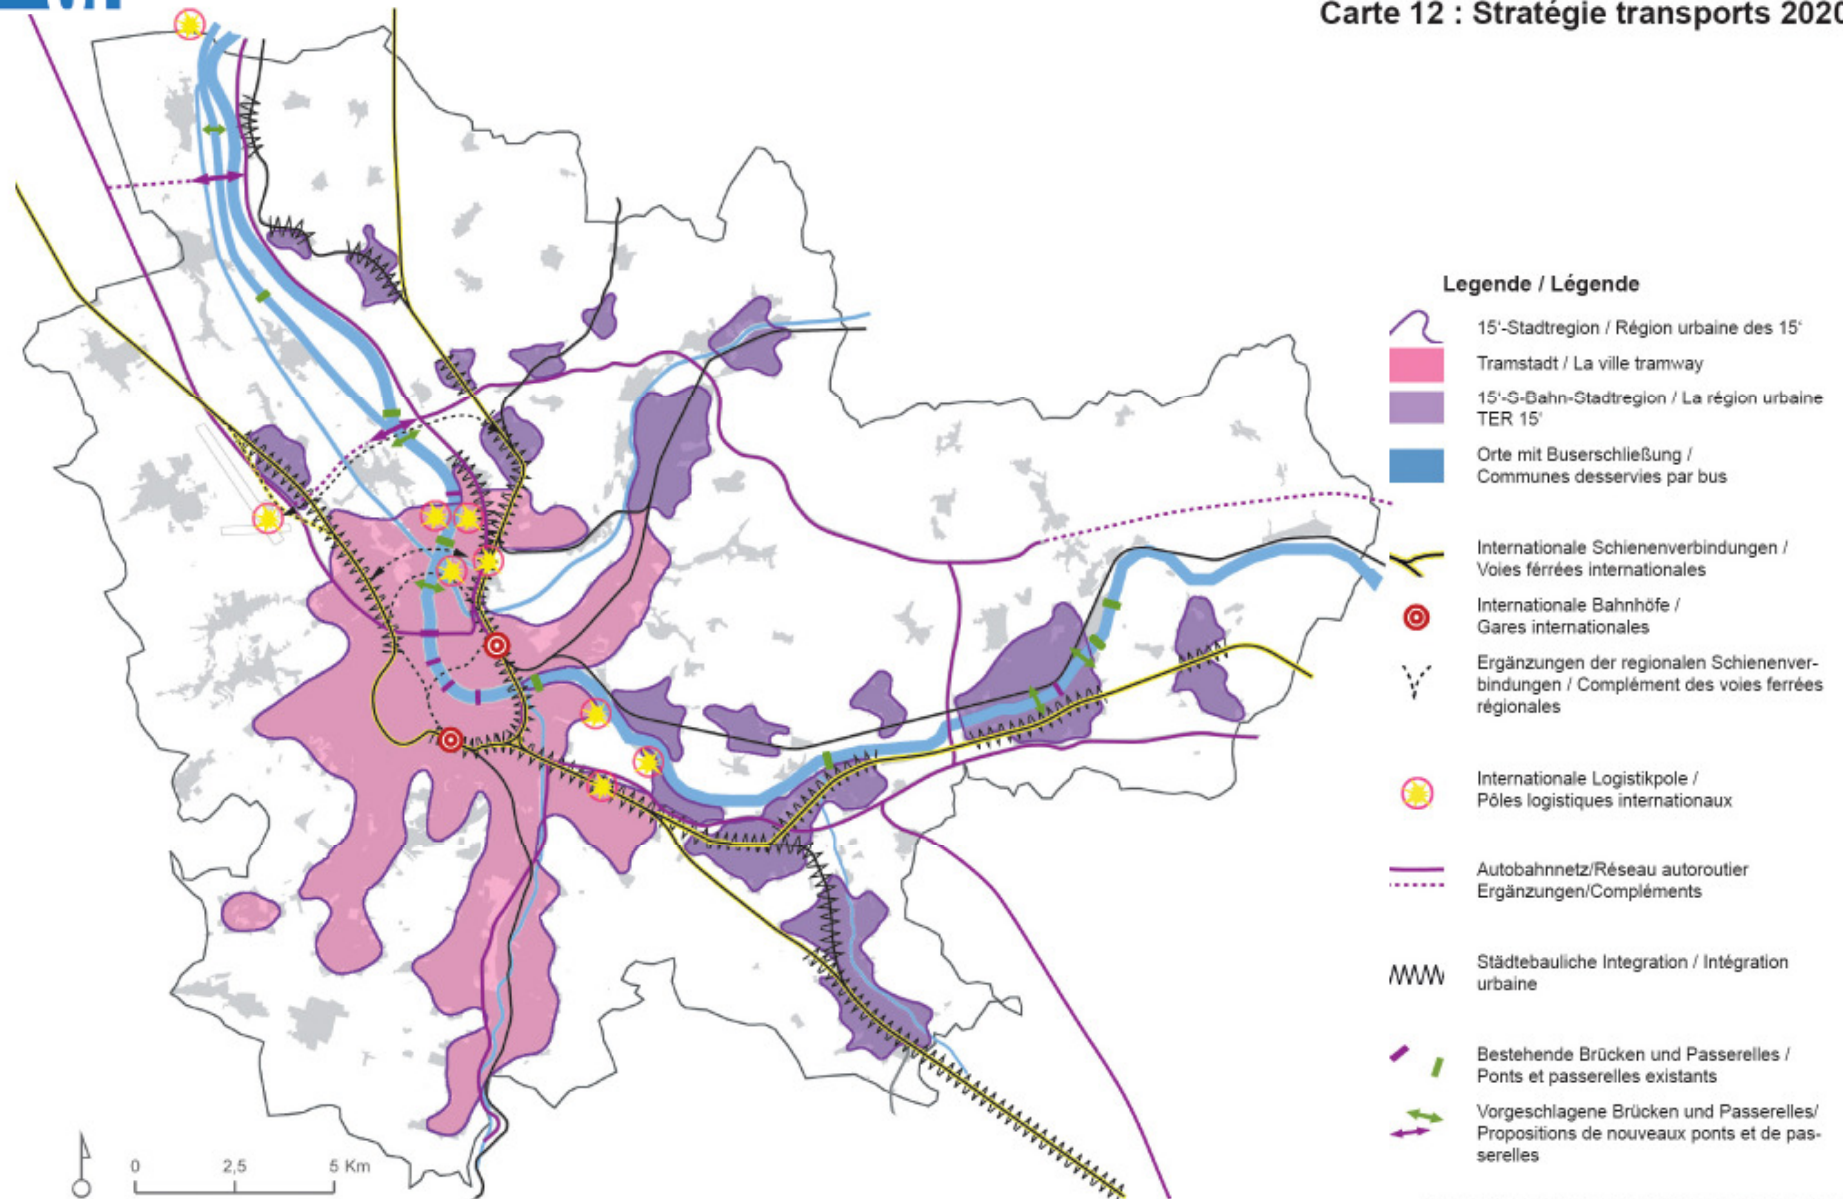 Carte 12 : Stratégie transports 2020
Legende / Légende
15'-Stadtregion / Région urbaine des 15'
Tramstadt / La ville tramway
15'-S-Bahn-Stadtregion / La région urbaine
TER 15'
Orte mit Buserschließung /
Communes desservies par bus
Internationale Schienenverbindungen /
Voies férrées internationales
Internationale Bahnhöfe /
Gares internationales
Ergänzungen der regionalen Schienenver-
bindungen / Complément des voies ferrées
régionales
Internationale Logistikpole /
Pôles logistiques internationaux
Autobahnnetz/Réseau autoroutier
Ergänzungen/Compléments
Städtebauliche Integration / Intégration
urbaine
Bestehende Brücken und Passerelles /
Ponts et passerelles existants
Vorgeschlagene Brücken und Passerelles/
Propositions de nouveaux ponts et de pas-
serelles
0 2,5 5 Km